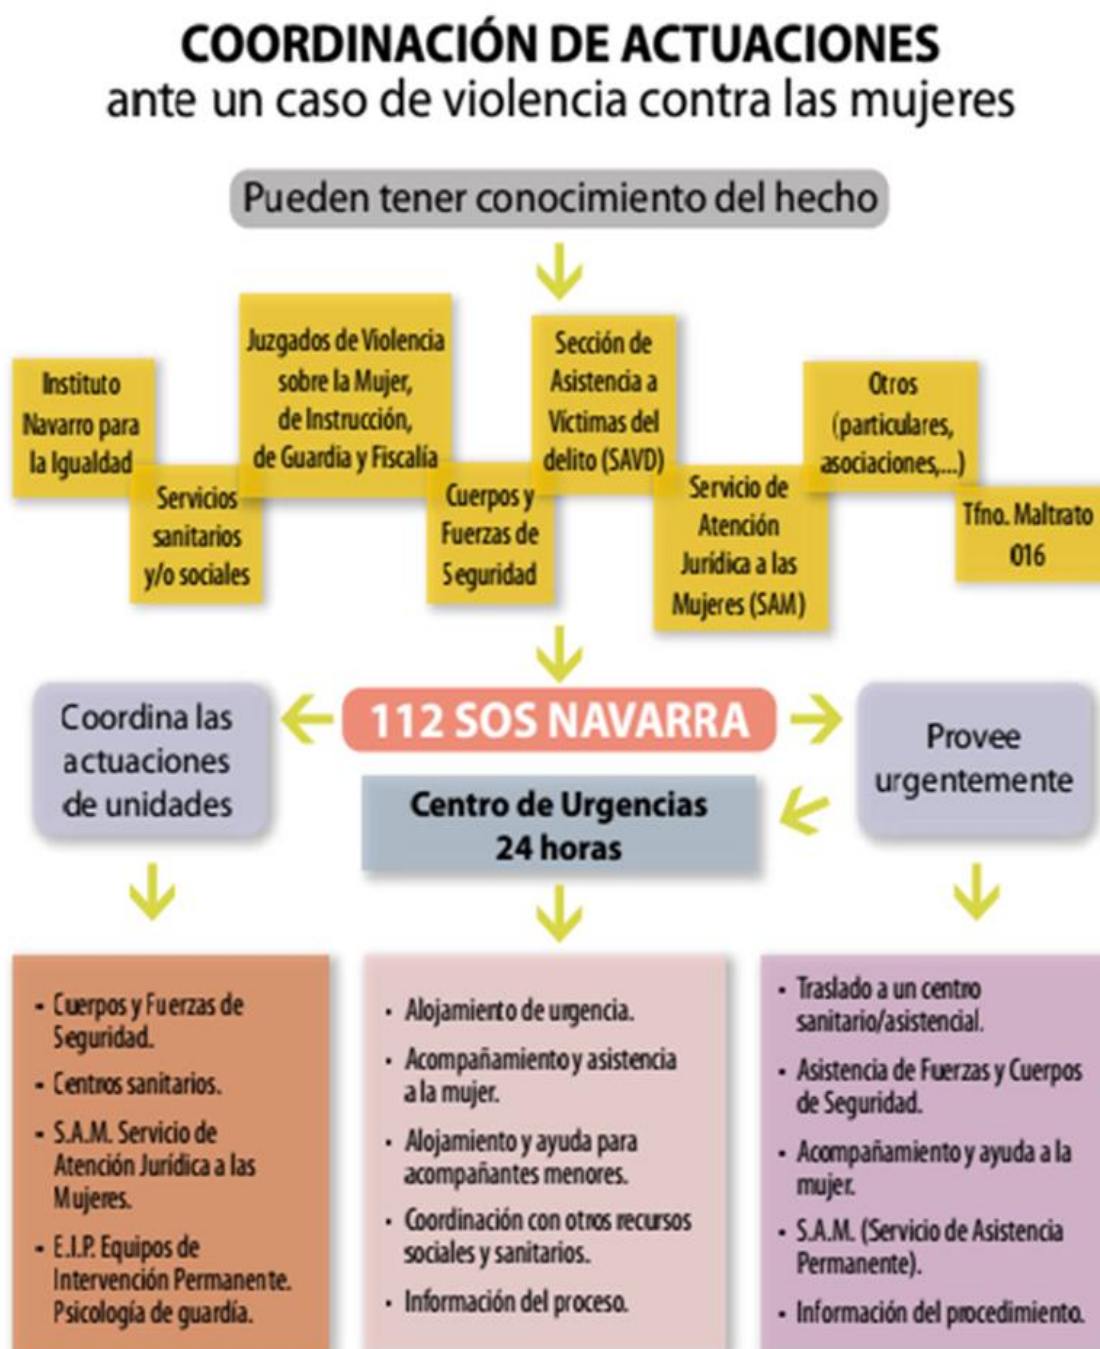 COORDINACIÓN DE ACTUACIONES
ante un caso de violencia contra las mujeres
Pueden tener conocimiento del hecho
Instituto
Navarro para
la Igualdad
Servicios
sanitarios
y/o sociales
Juzgados de Violencia
sobre la Mujer,
de Instrucción,
de Guardia y Fiscalía
Cuerpos y
Fuerzas de
Seguridad
Sección de
Asistencia a
Víctimas del
delito (SAVD)
Servicio de
Atención
Jurídica a las
Mujeres (SAM)
Otros
(particulares,
asociaciones,...)
Tfno. Maltrato
016
112 SOS NAVARRA
Coordina las
actuaciones
de unidades
Provee
urgentemente
Centro de Urgencias
24 horas
- Cuerpos y Fuerzas de
Seguridad.
- Centros sanitarios.
- S.A.M. Servicio de
Atención Jurídica a las
Mujeres.
- E.I.P. Equipos de
Intervención Permanente.
Psicología de guardía.
· Alojamiento de urgencia.
· Acompañamiento y asistencia
a la mujer.
· Alojamiento y ayuda para
acompañantes menores.
· Coordinación con otros recursos
sociales y sanitarios.
· Información del proceso.
· Traslado a un centro
sanitario/asistencial.
· Asistencia de Fuerzas y Cuerpos
de Seguridad.
· Acompañamiento y ayuda a la
mujer.
· S.A.M. (Servicio de Asistencia
Permanente).
· Información del procedimiento.